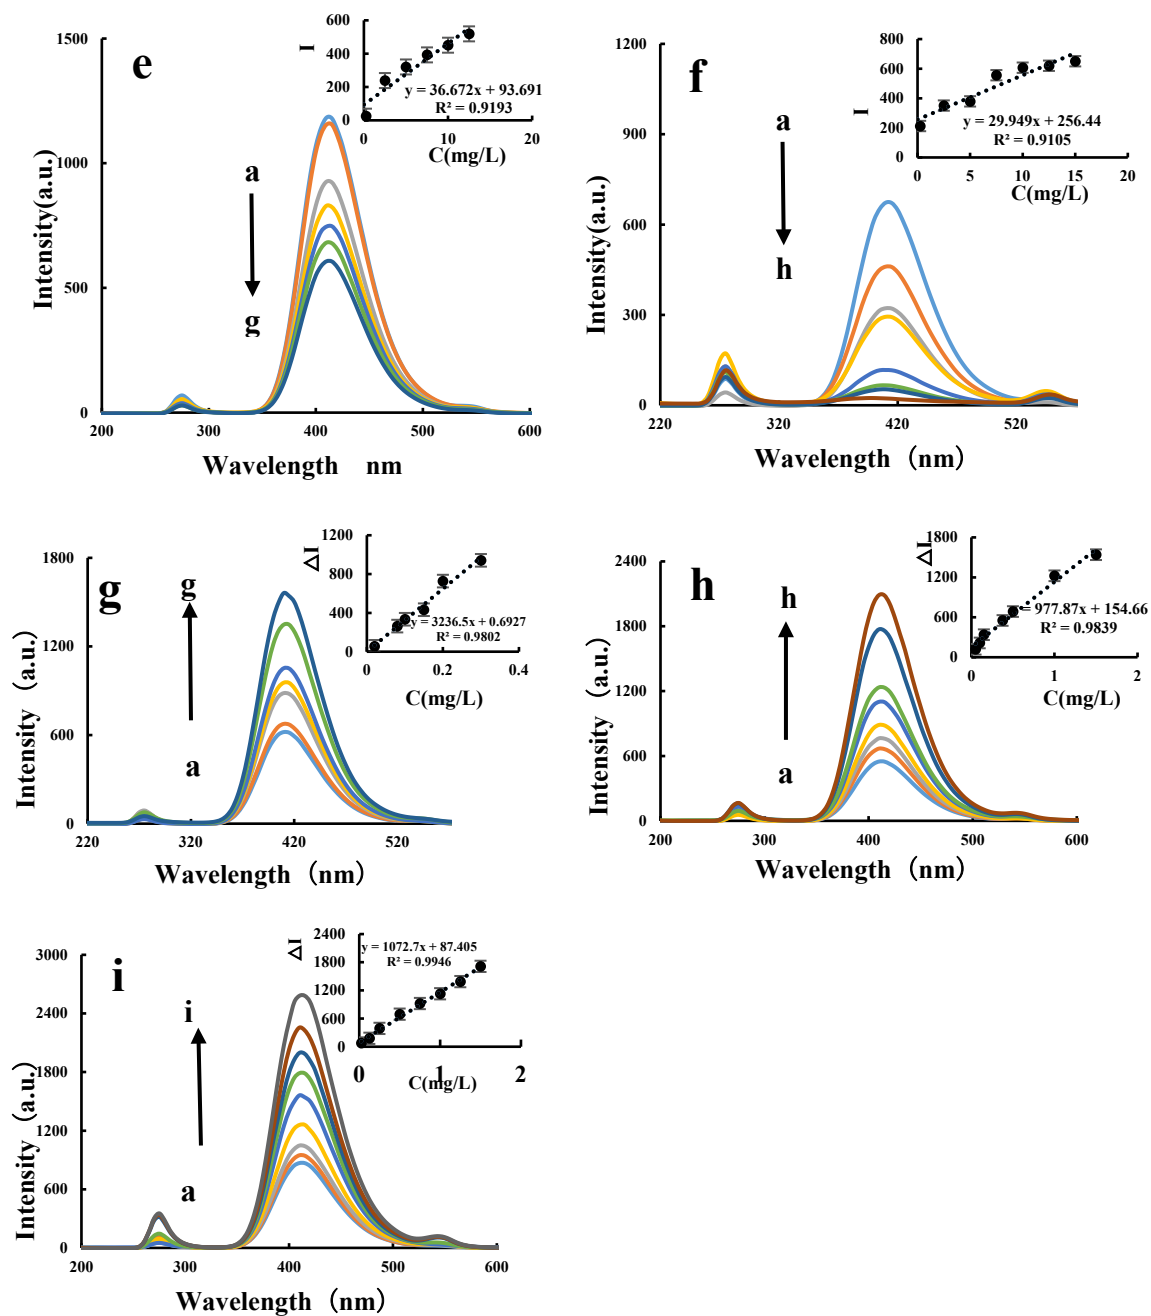 e
1500
1000
500
0
200
300
400
500
600
Intensity(a.u.)
Wavelength nm
a
g
I
600
400
200
0
0
10
20
y = 36.672x + 93.691
R² = 0.9193
C(mg/L)
f
1200
900
600
300
0
220
320
420
520
Intensity(a.u.)
Wavelength (nm)
a
h
I
800
600
400
200
0
0
5
10
15
20
y = 29.949x + 256.44
R² = 0.9105
C(mg/L)
g
1800
1200
600
0
220
320
420
520
Intensity (a.u.)
Wavelength (nm)
g
a
△I
1200
800
400
0
0
0.2
0.4
y = 3236.5x + 0.6927
R² = 0.9802
C(mg/L)
h
2400
1800
1200
600
0
200
300
400
500
600
Intensity (a.u.)
Wavelength (nm)
h
a
△I
1800
1200
600
0
0
1
2
y = 977.87x + 154.66
R² = 0.9839
C(mg/L)
i
3000
2400
1800
1200
600
0
200
300
400
500
600
Intensity (a.u.)
Wavelength (nm)
i
a
△I
2400
1800
1200
600
0
0
1
2
y = 1072.7x + 87.405
R² = 0.9946
C(mg/L)